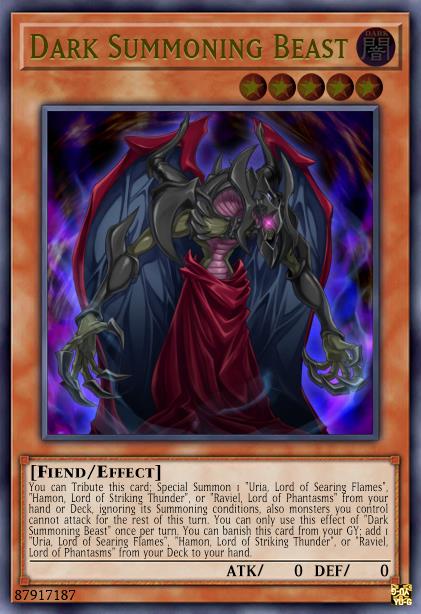 DARK SUMMONING BEAST
DARK
闇
[FIEND/EFFECT]
You can Tribute this card; Special Summon 1 "Uria, Lord of Searing Flames",
"Hamon, Lord of Striking Thunder", or "Raviel, Lord of Phantasms" from your
hand or Deck, ignoring its Summoning conditions, also monsters you control
cannot attack for the rest of this turn. You can only use this effect of "Dark
Summoning Beast" once per turn. You can banish this card from your GY; add 1
"Uria, Lord of Searing Flames", "Hamon, Lord of Striking Thunder", or "Raviel,
Lord of Phantasms" from your Deck to your hand.
ATK/ 0 DEF/ 0
87917187